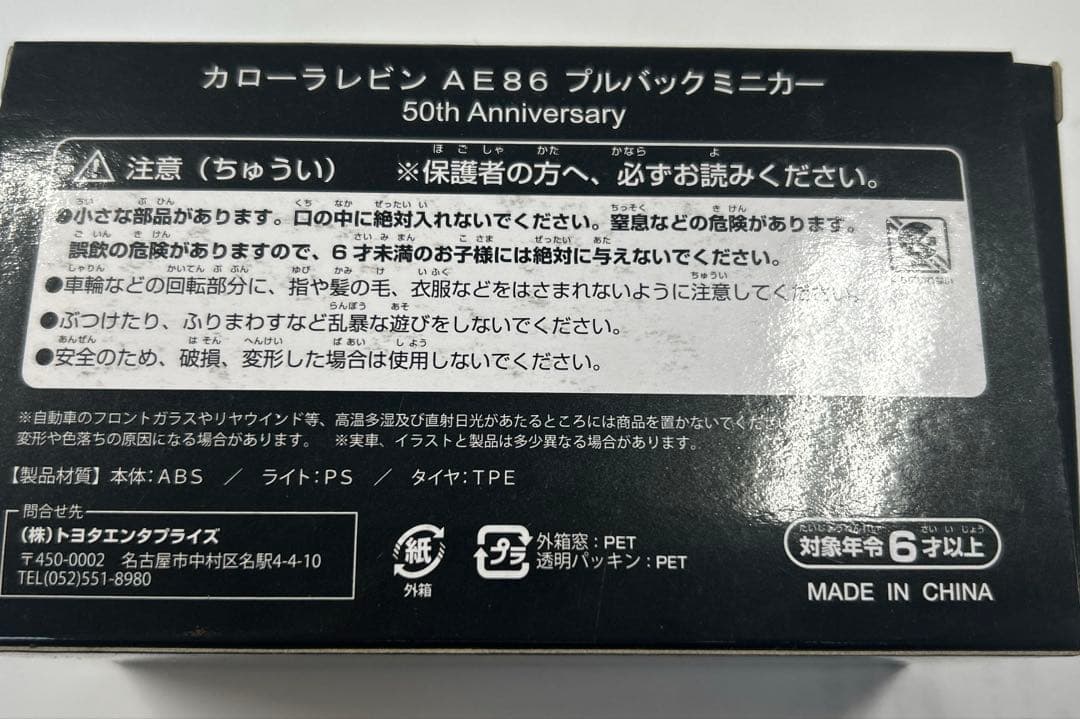 カローラレビン AE86 プルバックミニカー
50th Anniversary
注意（ちゅうい） ※保護者の方へ、必ずお読みください。
●小さな部品があります。口の中に絶対入れないでください。窒息などの危険があります。
誤飲の危険がありますので、6才未満のお子様には絶対に与えないでください。
●車輪などの回転部分に、指や髪の毛、衣服などをはさまれないように注意してください。
●ぶつけたり、ふりまわすなど乱暴な遊びをしないでください。
●安全のため、破損、変形した場合は使用しないでください。
※自動車のフロントガラスやリヤウインド等、高温多湿及び直射日光があたるところには商品を置かないでくださ
変形や色落ちの原因になる場合があります。 ※実車、イラストと製品は多少異なる場合があります。
【製品材質】本体：ABS ／ ライト：PS ／ タイヤ：TPE
問合せ先
（株）トヨタエンタプライズ
〒450-0002 名古屋市中村区名駅4-4-10
TEL(052)551-8980
紙
外箱
プラ
外箱窓：PET
透明パッキン：PET
対象年令6才以上
MADE IN CHINA